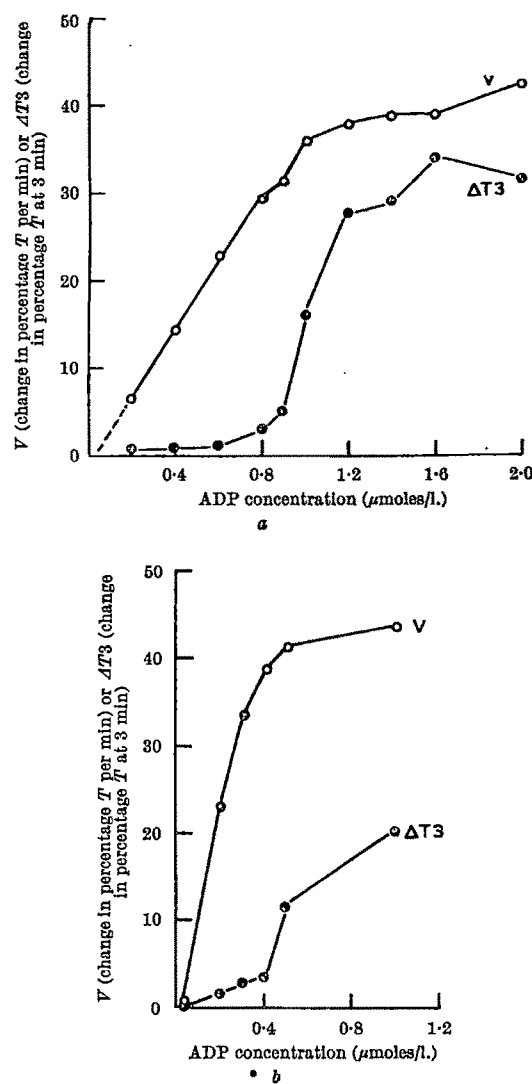 50
40
30
20
10
0
V (change in percentage T per min) or ΔT3 (change
in percentage T at 3 min)
v
ΔT3
0·4 0·8 1·2 1·6 2·0
ADP concentration (μmoles/l.)
a
50
40
30
20
10
0
V (change in percentage T per min) or ΔT3 (change
in percentage T at 3 min)
V
ΔT3
0·4 0·8 1·2
ADP concentration (μmoles/l.)
b